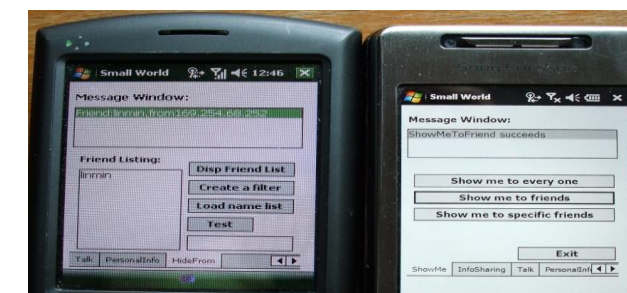 Small World 12:46
Message Window:
Friend:linmin,from169.254.68.252
Friend Listing:
linmin
Disp Friend List
Create a filter
Load name list
Test
Talk PersonalInfo HideFrom
Small World
Message Window:
ShowMeToFriend succeeds
Show me to every one
Show me to friends
Show me to specific friends
Exit
ShowMe InfoSharing Talk PersonalInf